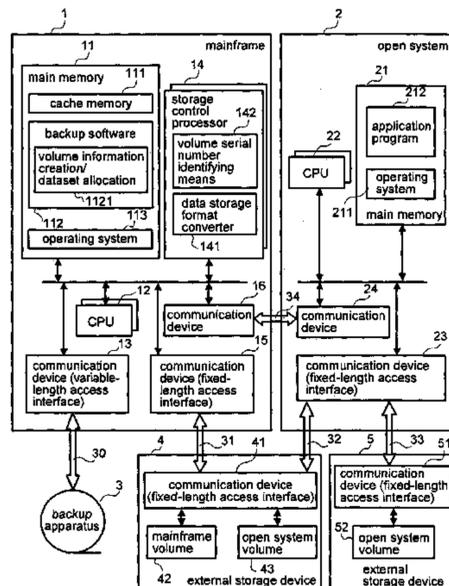 1
mainframe
11
main memory
111
cache memory
backup software
volume information
creation/
dataset allocation
1121
113
operating system
112
14
storage
control
processor
142
volume serial
number
identifying
means
data storage
format
converter
141
12
CPU
16
communication
device
13
communication
device (variable-
length access
interface)
15
communication
device (fixed-
length access
interface)
34
2
open system
21
212
application
program
operating
system
211
main memory
22
CPU
24
communication
device
23
communication device
(fixed-length access
interface)
30
31
32
33
3
backup
apparatus
4
41
communication device
(fixed-length access interface)
mainframe
volume
42
open system
volume
43
external storage device
5
51
communication
device (fixed-
length access
interface)
52
open system
volume
external
storage device